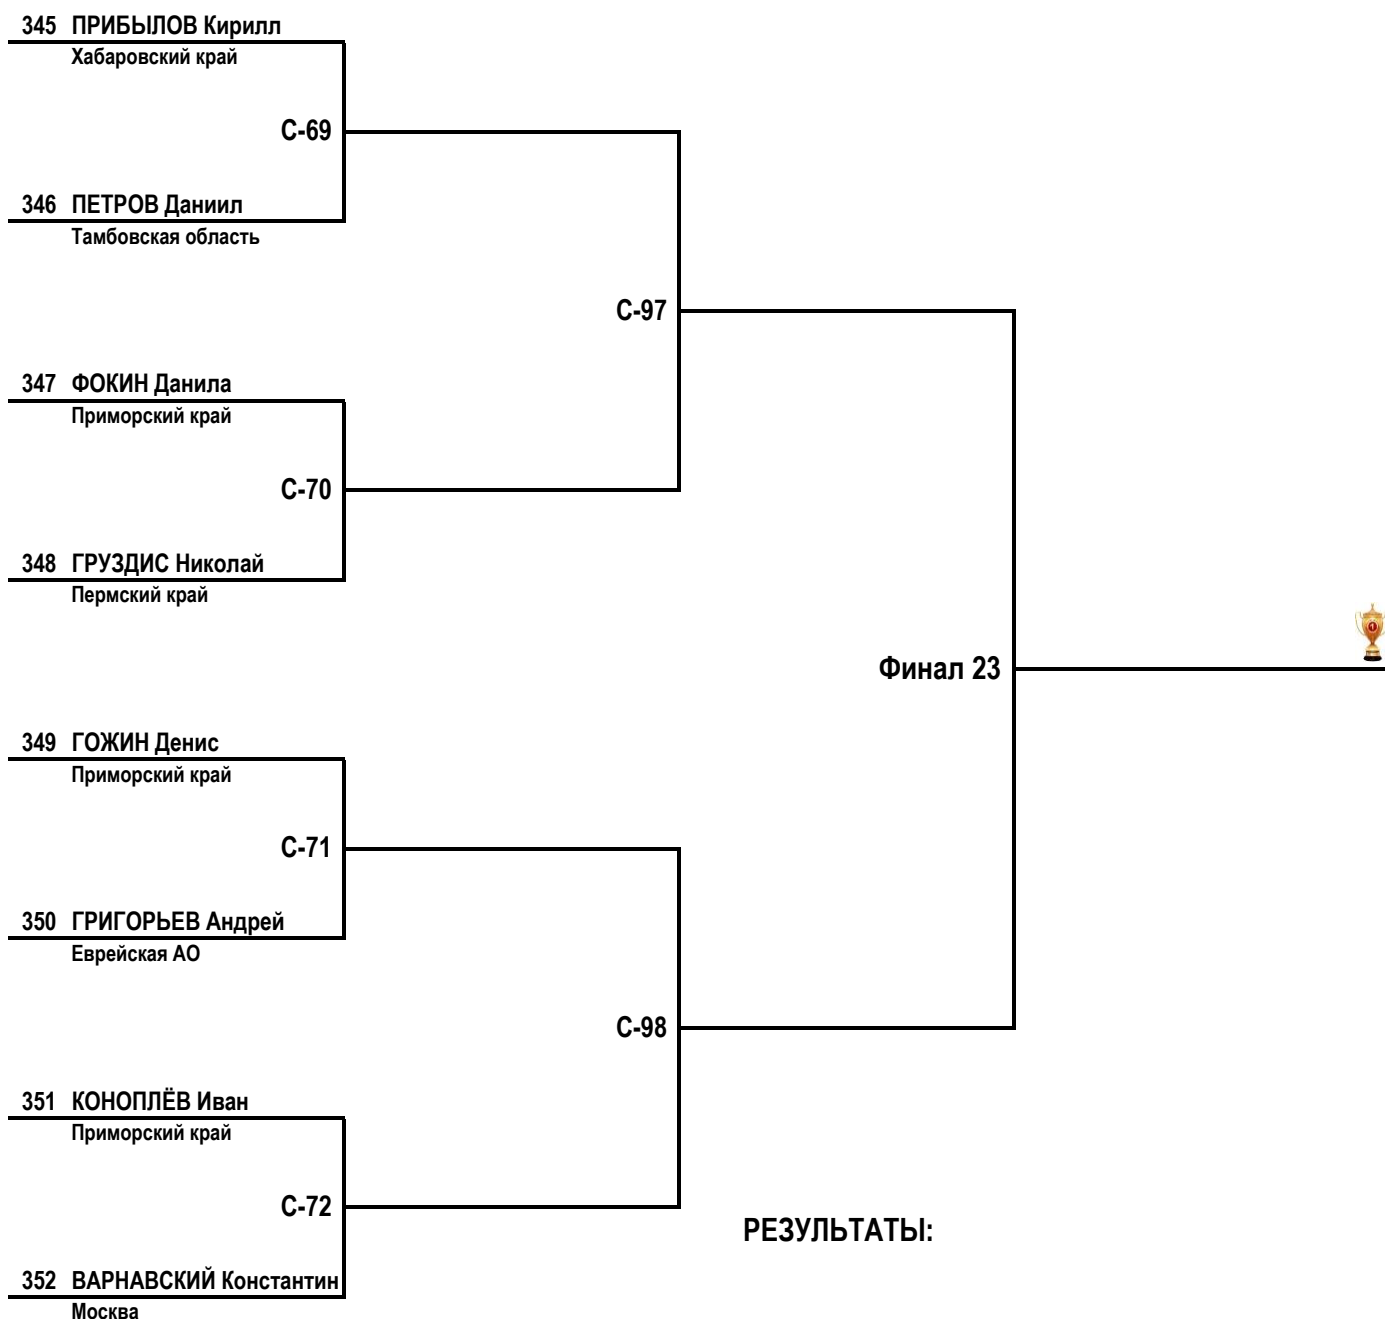 345 ПРИБЫЛОВ Кирилл
Хабаровский край
С-69
346 ПЕТРОВ Даниил
Тамбовская область
С-97
347 ФОКИН Данила
Приморский край
С-70
348 ГРУЗДИС Николай
Пермский край
1
Финал 23
349 ГОЖИН Денис
Приморский край
С-71
350 ГРИГОРЬЕВ Андрей
Еврейская АО
С-98
351 КОНОПЛЁВ Иван
Приморский край
С-72
РЕЗУЛЬТАТЫ:
352 ВАРНАВСКИЙ Константин
Москва